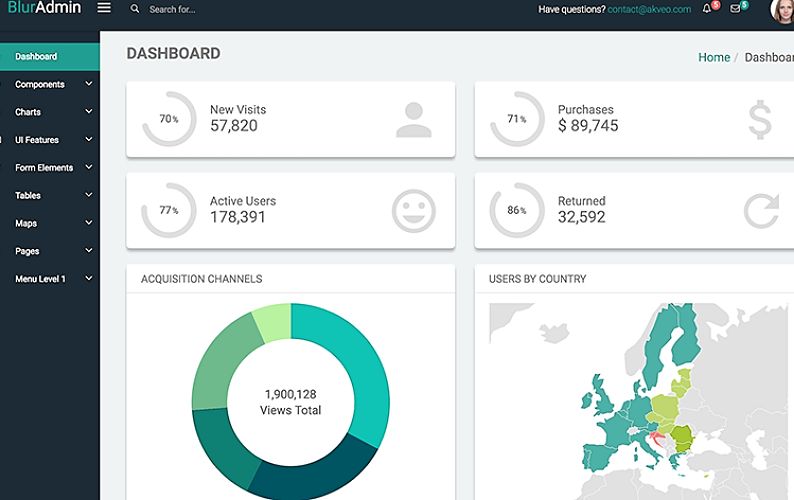 BlurAdmin
Search for...
Have questions? contact@akveo.com
5
5
Dashboard
Components
Charts
UI Features
Form Elements
Tables
Maps
Pages
Menu Level 1
DASHBOARD
Home / Dashboar
70%
New Visits
57,820
71%
Purchases
$ 89,745
77%
Active Users
178,391
86%
Returned
32,592
ACQUISITION CHANNELS
1,900,128
Views Total
USERS BY COUNTRY